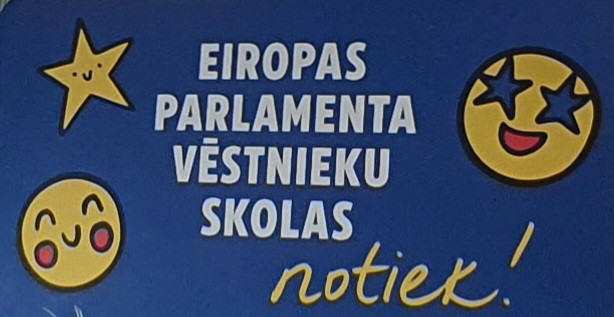 EIROPAS
PARLAMENTA
VĒSTNIEKU
SKOLAS
notiek!